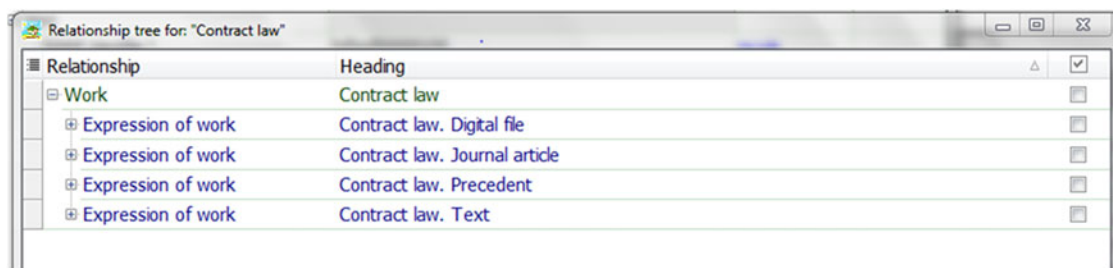 Relationship tree for: "Contract law"
Relationship Heading
Work Contract law
Expression of work Contract law. Digital file
Expression of work Contract law. Journal article
Expression of work Contract law. Precedent
Expression of work Contract law. Text